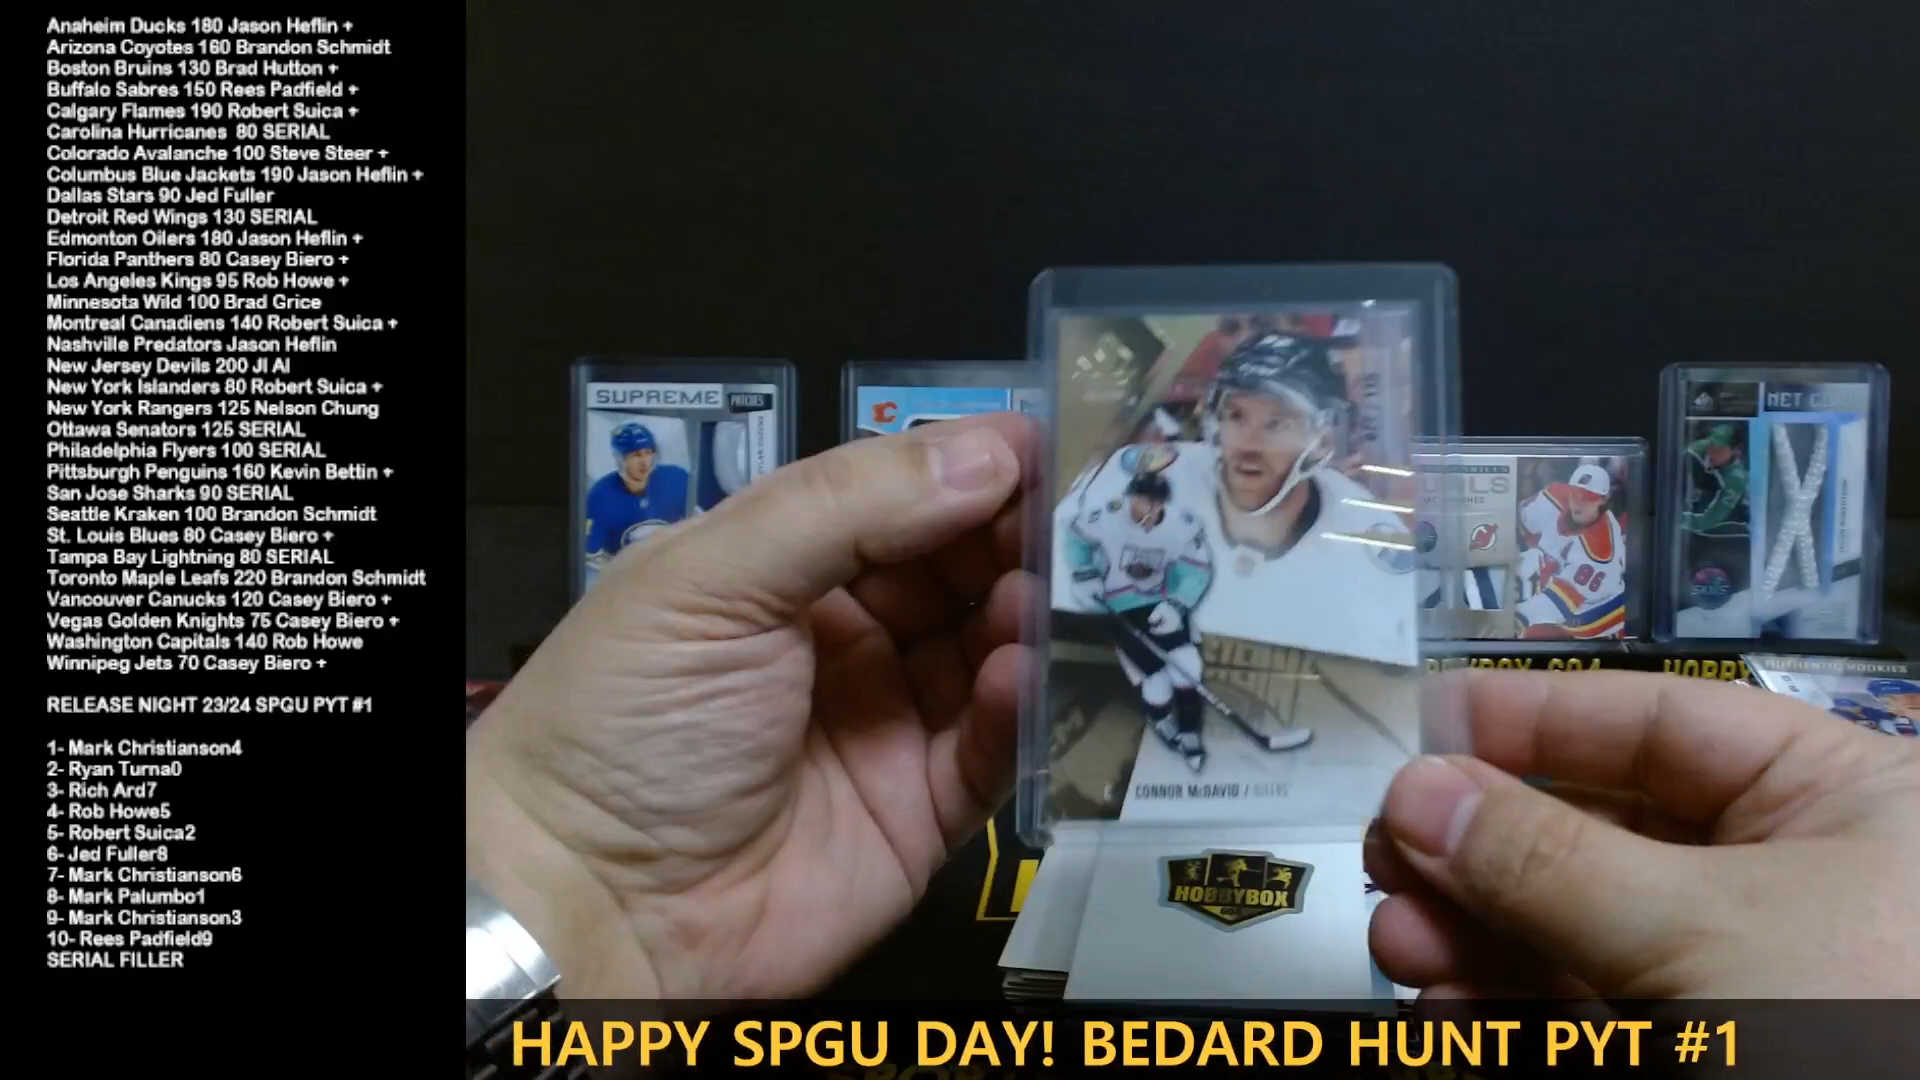 Anaheim Ducks 180 Jason Heflin +
Arizona Coyotes 160 Brandon Schmidt
Boston Bruins 130 Brad Hutton +
Buffalo Sabres 150 Rees Padfield +
Calgary Flames 190 Robert Suica +
Carolina Hurricanes  80 SERIAL
Colorado Avalanche 100 Steve Steer +
Columbus Blue Jackets 190 Jason Heflin +
Dallas Stars 90 Jed Fuller
Detroit Red Wings 130 SERIAL
Edmonton Oilers 180 Jason Heflin +
Florida Panthers 80 Casey Biero +
Los Angeles Kings 95 Rob Howe +
Minnesota Wild 100 Brad Grice
Montreal Canadiens 140 Robert Suica +
Nashville Predators Jason Heflin
New Jersey Devils 200 JI AI
New York Islanders 80 Robert Suica +
New York Rangers 125 Nelson Chung
Ottawa Senators 125 SERIAL
Philadelphia Flyers 100 SERIAL
Pittsburgh Penguins 160 Kevin Bettin +
San Jose Sharks 90 SERIAL
Seattle Kraken 100 Brandon Schmidt
St. Louis Blues 80 Casey Biero +
Tampa Bay Lightning 80 SERIAL
Toronto Maple Leafs 220 Brandon Schmidt
Vancouver Canucks 120 Casey Biero +
Vegas Golden Knights 75 Casey Biero +
Washington Capitals 140 Rob Howe
Winnipeg Jets 70 Casey Biero +
RELEASE NIGHT 23/24 SPGU PYT #1
1- Mark Christianson4
2- Ryan Turna0
3- Rich Ard7
4- Rob Howe5
5- Robert Suica2
6- Jed Fuller8
7- Mark Christianson6
8- Mark Palumbo1
9- Mark Christianson3
10- Rees Padfield9
SERIAL FILLER
SUPREME PATCHES
NET
SKILLS
86
CONNOR McDAVID /
HOBBYBOX
AUTHENTIC ROOKIES
HAPPY SPGU DAY! BEDARD HUNT PYT #1